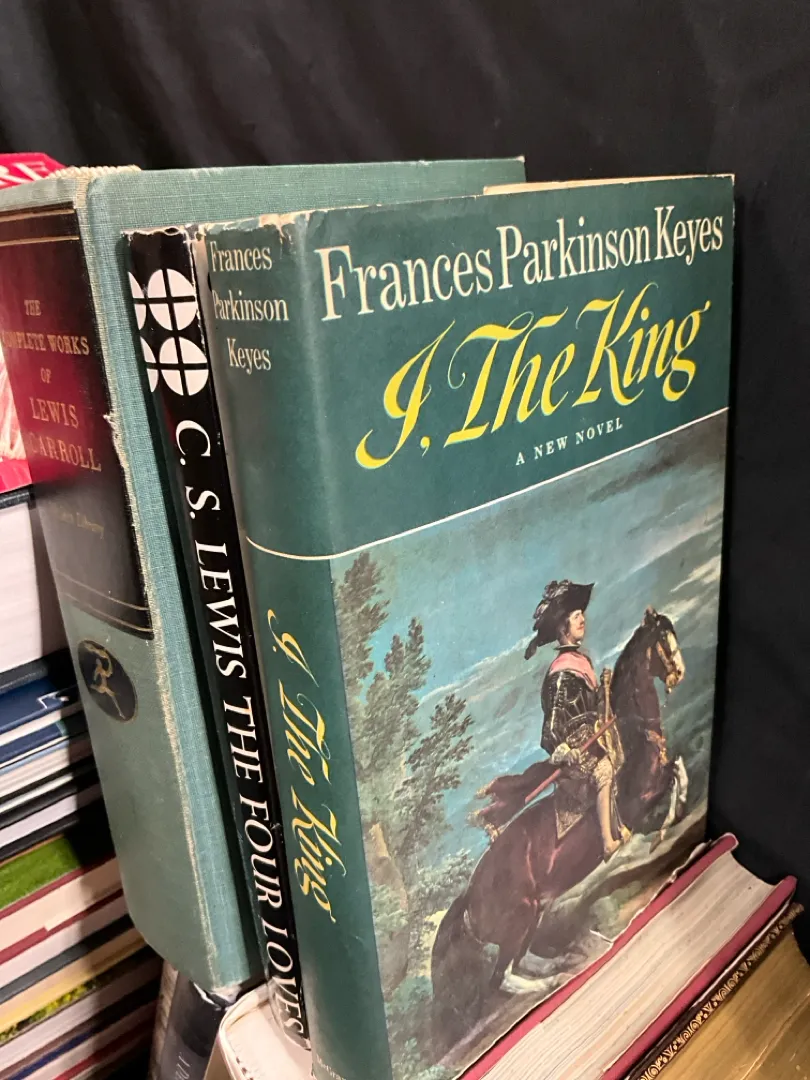 THE
COMPLETE WORKS
OF
LEWIS
CARROLL
C. S. LEWIS THE FOUR LOVES
Frances
Parkinson
Keyes
I, The King
Frances Parkinson Keyes
I, The King
A NEW NOVEL